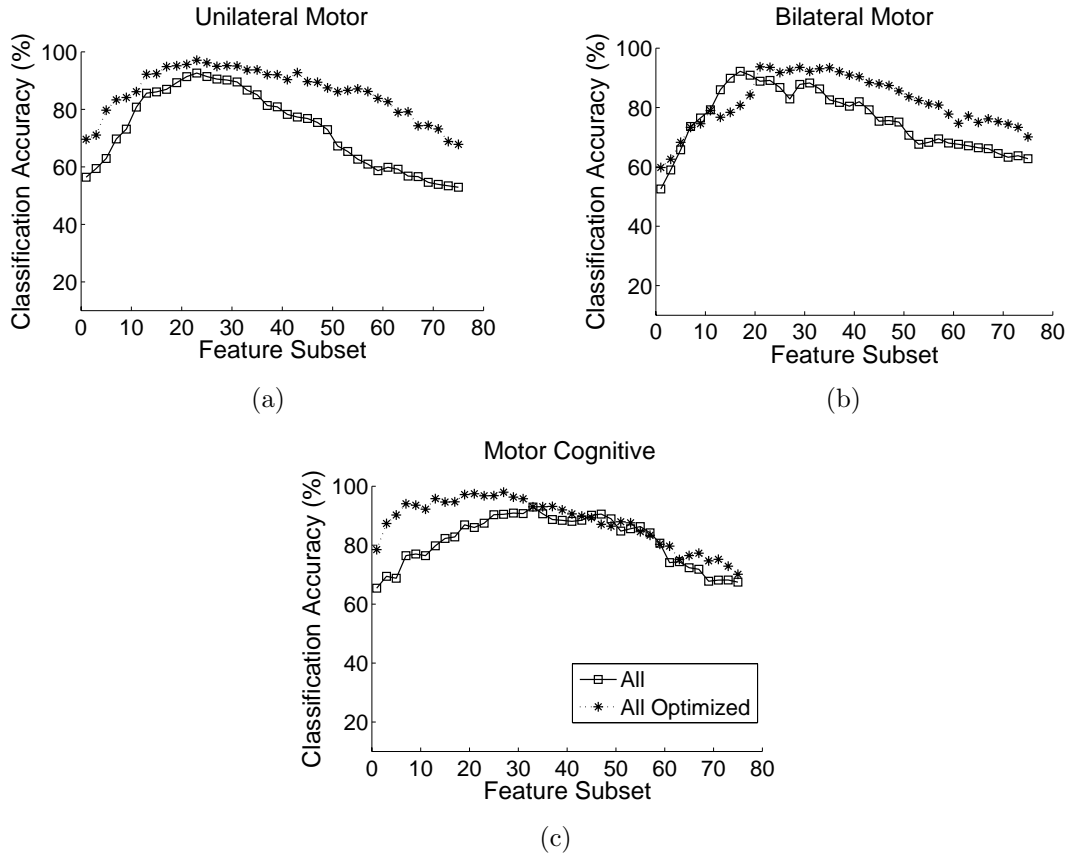 Unilateral Motor
Classification Accuracy (%)
100
80
60
40
20
0 10 20 30 40 50 60 70 80
Feature Subset
(a)
Bilateral Motor
Classification Accuracy (%)
100
80
60
40
20
0 10 20 30 40 50 60 70 80
Feature Subset
(b)
Motor Cognitive
Classification Accuracy (%)
100
80
60
40
20
All
All Optimized
0 10 20 30 40 50 60 70 80
Feature Subset
(c)